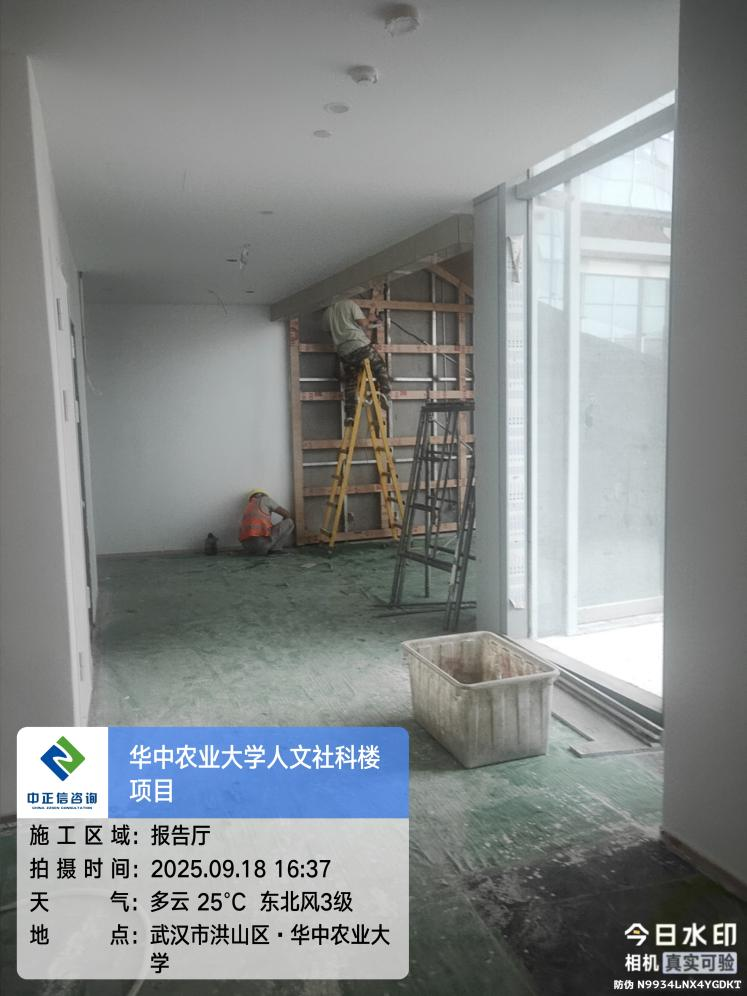 华中农业大学人文社科楼
项目
中正信咨询
CHINA ZIXIN CONSULTATION
施工区域：报告厅
拍摄时间：2025.09.18 16:37
天气：多云 25°C 东北风3级
地点：武汉市洪山区·华中农业大
学
今日水印
相机 真实可验
防伪 N9934LNX4YGDKT